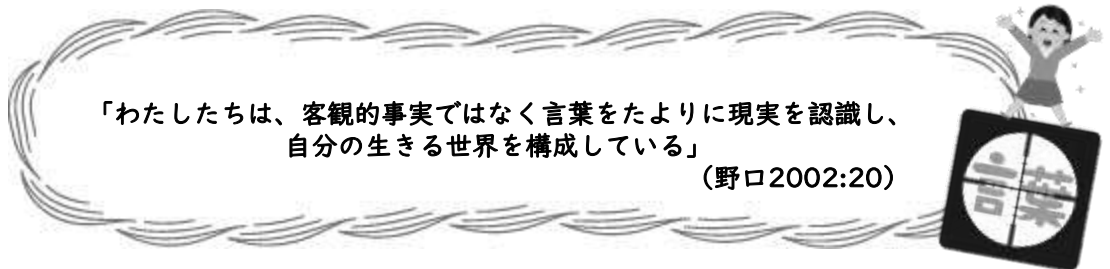 「わたしたちは、客観的事実ではなく言葉をたよりに現実を認識し、
自分の生きる世界を構成している」
（野口2002:20）
言葉